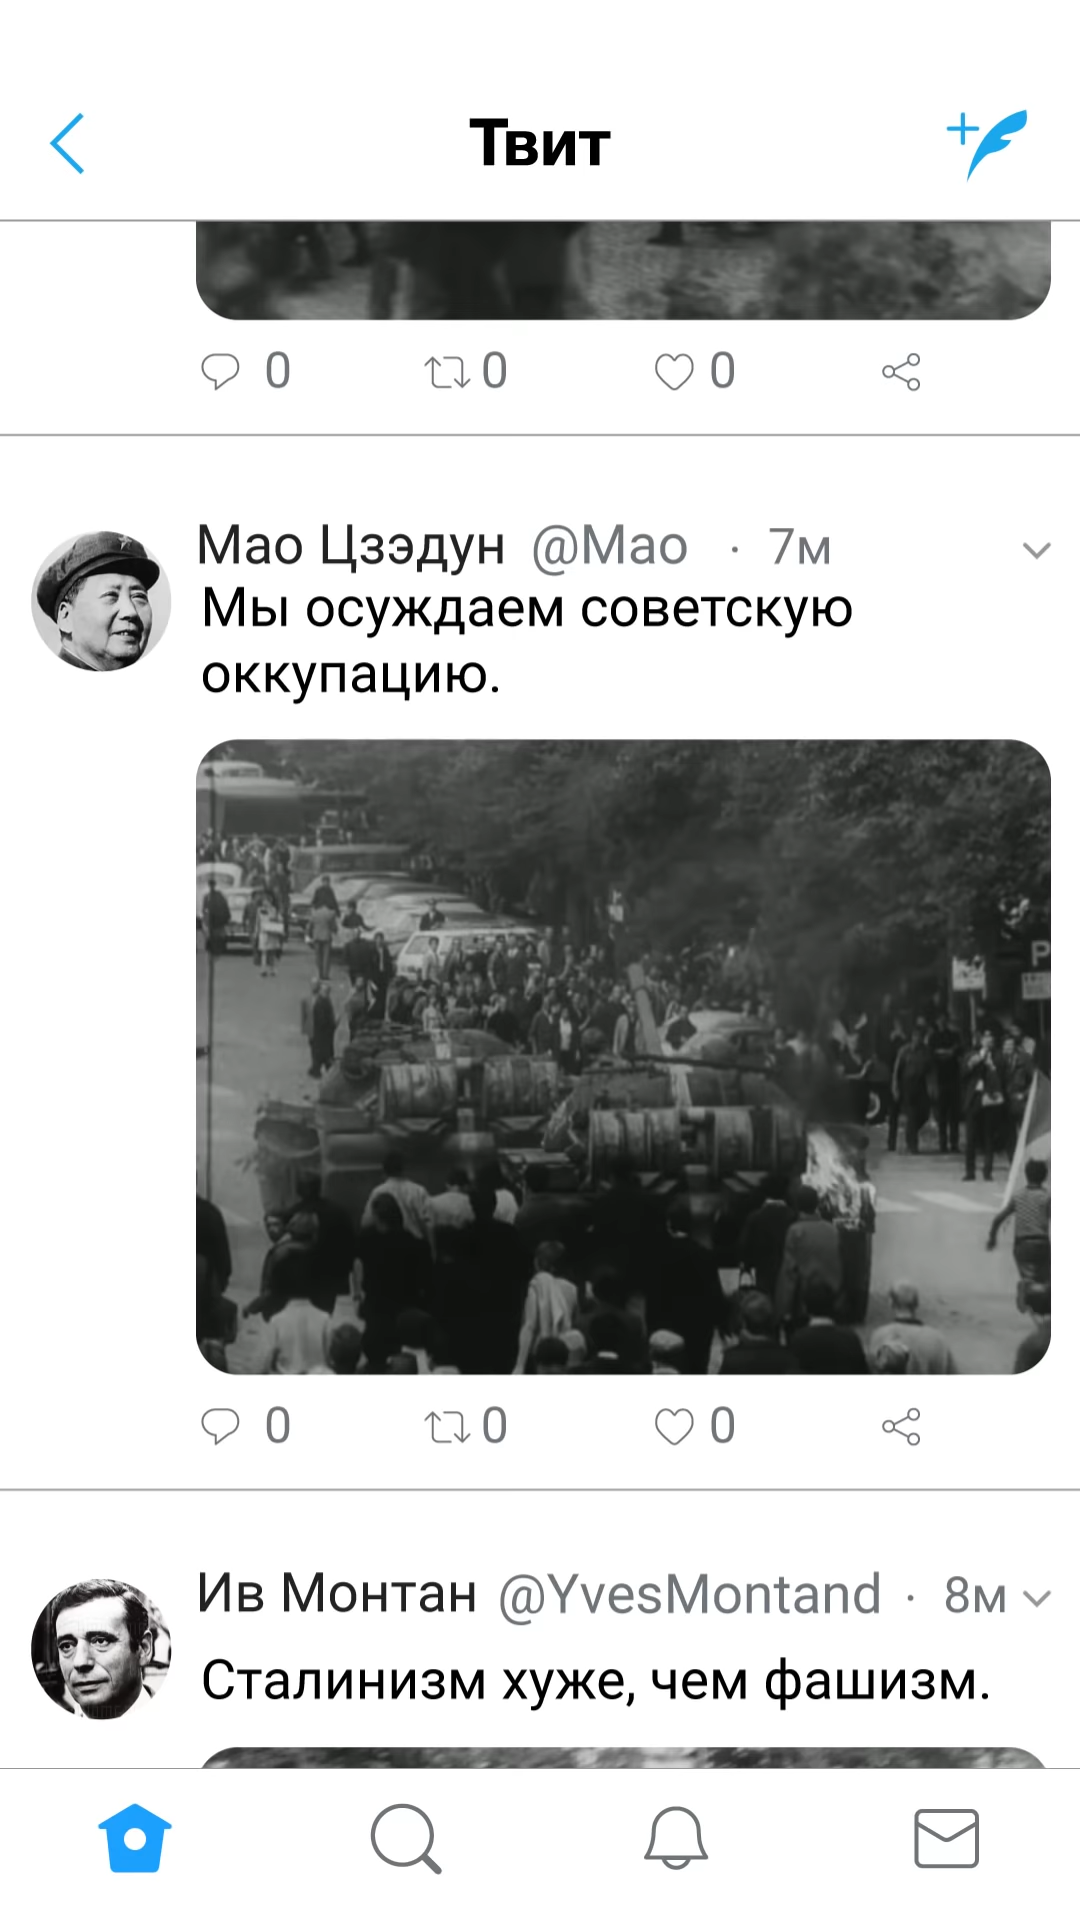 Твит
0 0 0
Мао Цзэдун @Mao · 7м
Мы осуждаем советскую
оккупацию.
P
0 0 0
Ив Монтан @YvesMontand · 8м
Сталинизм хуже, чем фашизм.